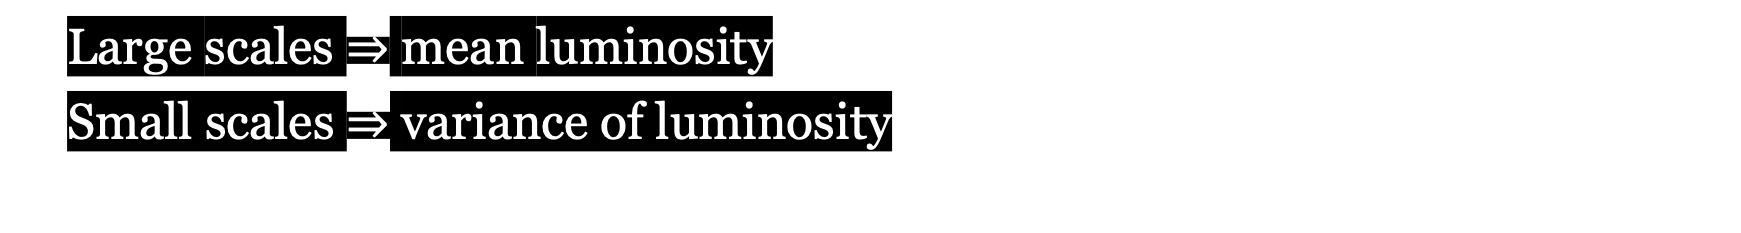 Large scales ⇒ mean luminosity
Small scales ⇒ variance of luminosity